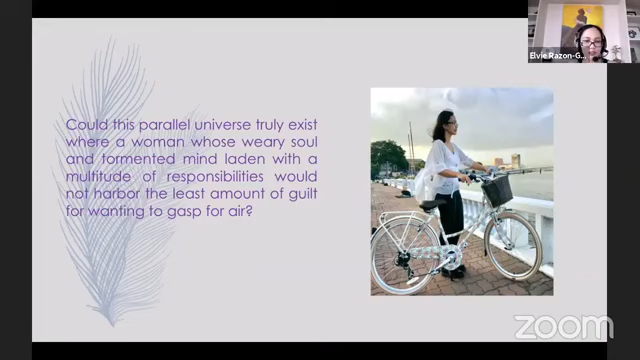 Elvie Razon-G...
Could this parallel universe truly exist
where a woman whose weary soul
and tormented mind laden with a
multitude of responsibilities would
not harbor the least amount of guilt
for wanting to gasp for air?
zoom